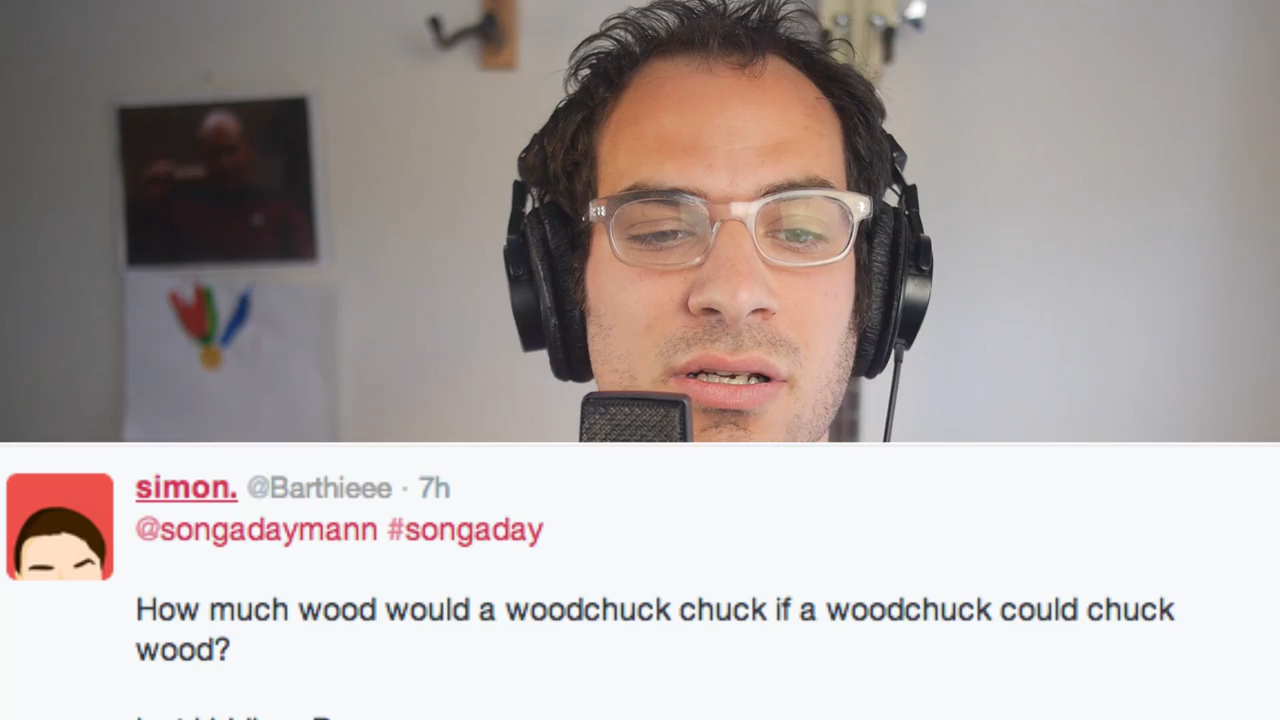 simon. @Barthieee · 7h
@songadaymann #songaday
How much wood would a woodchuck chuck if a woodchuck could chuck
wood?